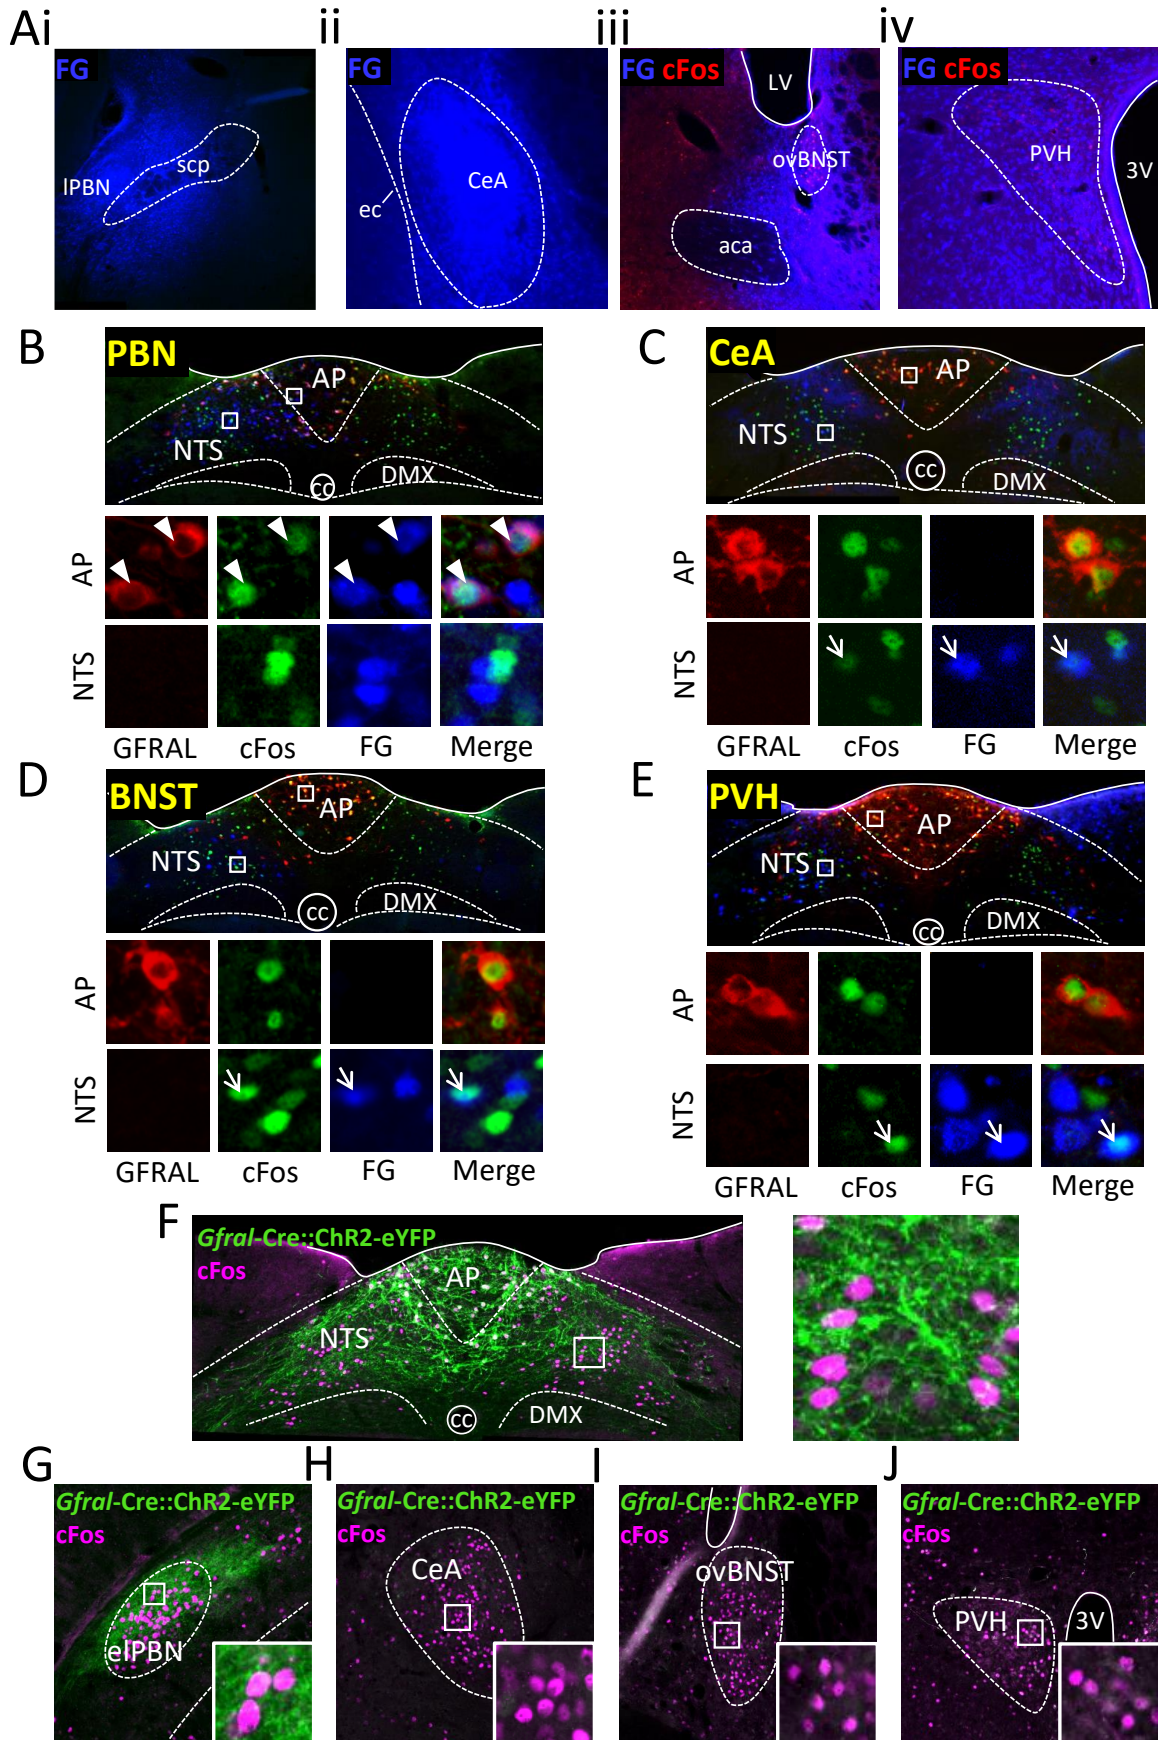 Ai ii iii iv
FG FG FG cFos FG cFos
LV
scp
lPBN
CeA
ec
ovBNST
aca
PVH
3V
B C
PBN
AP
NTS
cc
DMX
CeA
AP
NTS
cc
DMX
AP
NTS
GFRAL cFos FG Merge
AP
NTS
GFRAL cFos FG Merge
D E
BNST
AP
NTS
cc
DMX
PVH
AP
NTS
cc
DMX
AP
NTS
GFRAL cFos FG Merge
AP
NTS
GFRAL cFos FG Merge
F
Gfral-Cre::ChR2-eYFP
cFos
AP
NTS
cc
DMX
G H I J
Gfral-Cre::ChR2-eYFP
cFos
elPBN
Gfral-Cre::ChR2-eYFP
cFos
CeA
Gfral-Cre::ChR2-eYFP
cFos
ovBNST
Gfral-Cre::ChR2-eYFP
cFos
PVH
3V